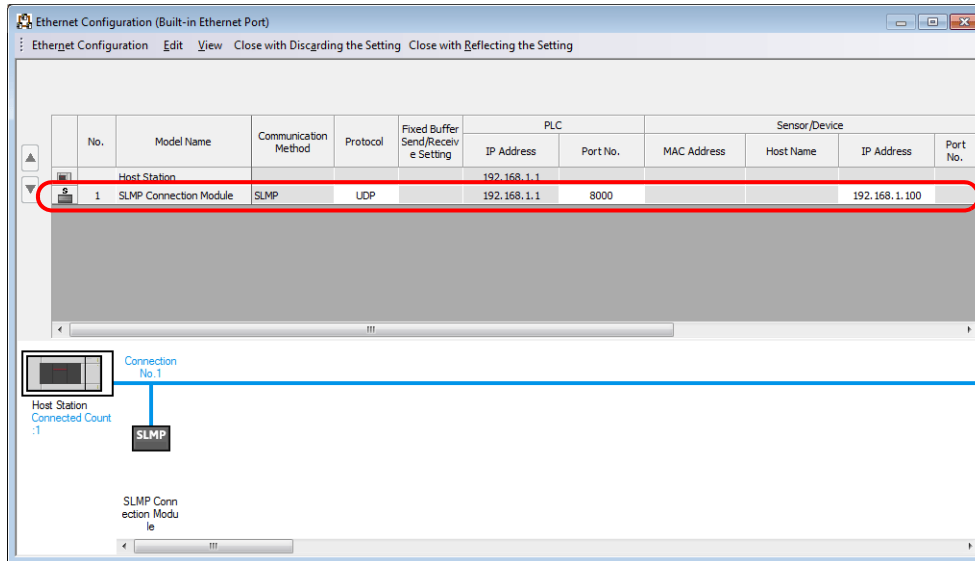 Ethernet Configuration (Built-in Ethernet Port)
Ethernet Configuration Edit View Close with Discarding the Setting Close with Reflecting the Setting
No. Model Name Communication Method Protocol Fixed Buffer Send/Receiv e Setting PLC Sensor/Device
IP Address Port No. MAC Address Host Name IP Address Port No.
Host Station 192.168.1.1
1 SLMP Connection Module SLMP UDP 192.168.1.1 8000 192.168.1.100
Connection
No.1
Host Station
Connected Count
:1
SLMP
SLMP Conn
ection Modu
le